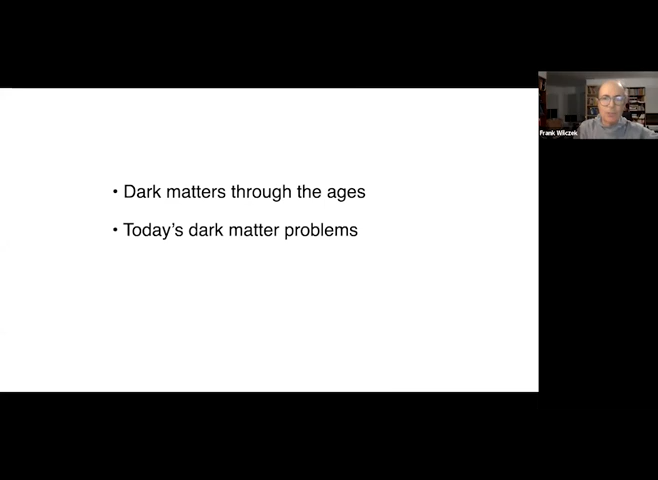 • Dark matters through the ages
• Today's dark matter problems
Frank Wilczek